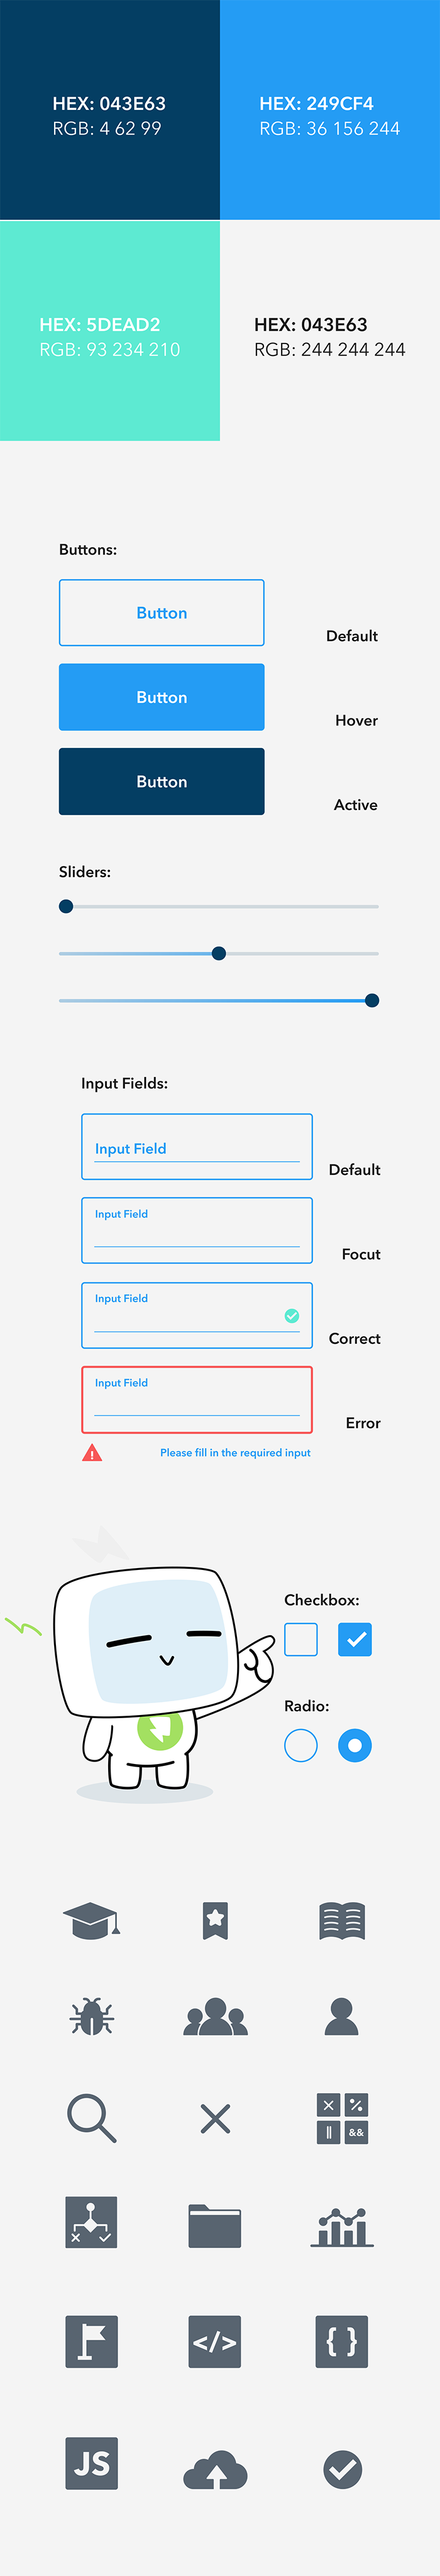 HEX: 043E63
RGB: 4 62 99
HEX: 249CF4
RGB: 36 156 244
HEX: 5DEAD2
RGB: 93 234 210
HEX: 043E63
RGB: 244 244 244
Buttons:
Button
Default
Button
Hover
Button
Active
Sliders:
Input Fields:
Input Field
Default
Input Field
Focut
Input Field
Correct
Input Field
Error
Please fill in the required input
Checkbox:
Radio:
&&
</>
{ }
JS